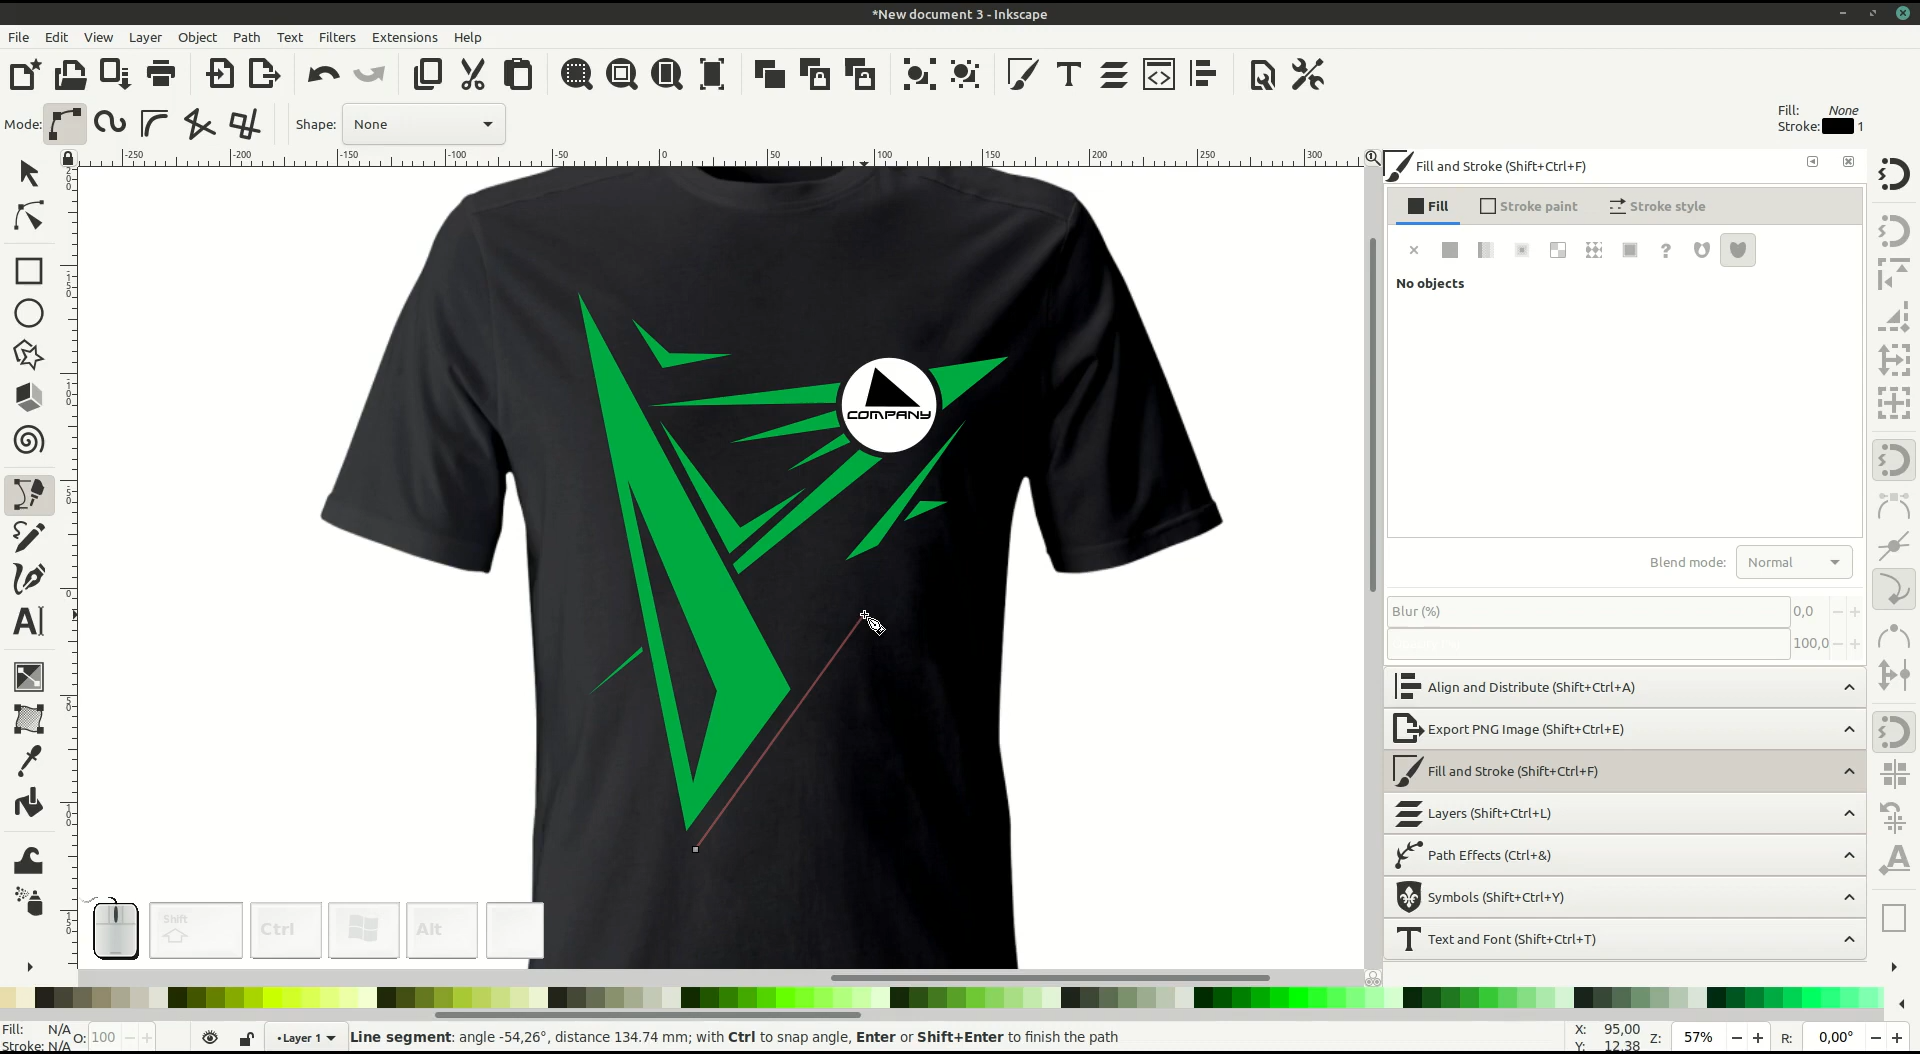 *New document 3 - Inkscape
File Edit View Layer Object Path Text Filters Extensions Help
Mode: Shape: None
Fill: None
Stroke: 1
-250 -200 -150 -100 -50 0 50 100 150 200 250 300
Fill and Stroke (Shift+Ctrl+F)
Fill Stroke paint Stroke style
?
No objects
COMPANY
Blend mode: Normal
Blur (%) 0,0
100,0
Align and Distribute (Shift+Ctrl+A)
Export PNG Image (Shift+Ctrl+E)
Fill and Stroke (Shift+Ctrl+F)
Layers (Shift+Ctrl+L)
Path Effects (Ctrl+&)
Symbols (Shift+Ctrl+Y)
Text and Font (Shift+Ctrl+T)
Shift Ctrl Alt
Fill: N/A
Stroke: N/A
O: 100
•Layer 1
Line segment: angle -54,26°, distance 134.74 mm; with Ctrl to snap angle, Enter or Shift+Enter to finish the path
X: 95,00
Y: 12,38
Z: 57%
R: 0,00°